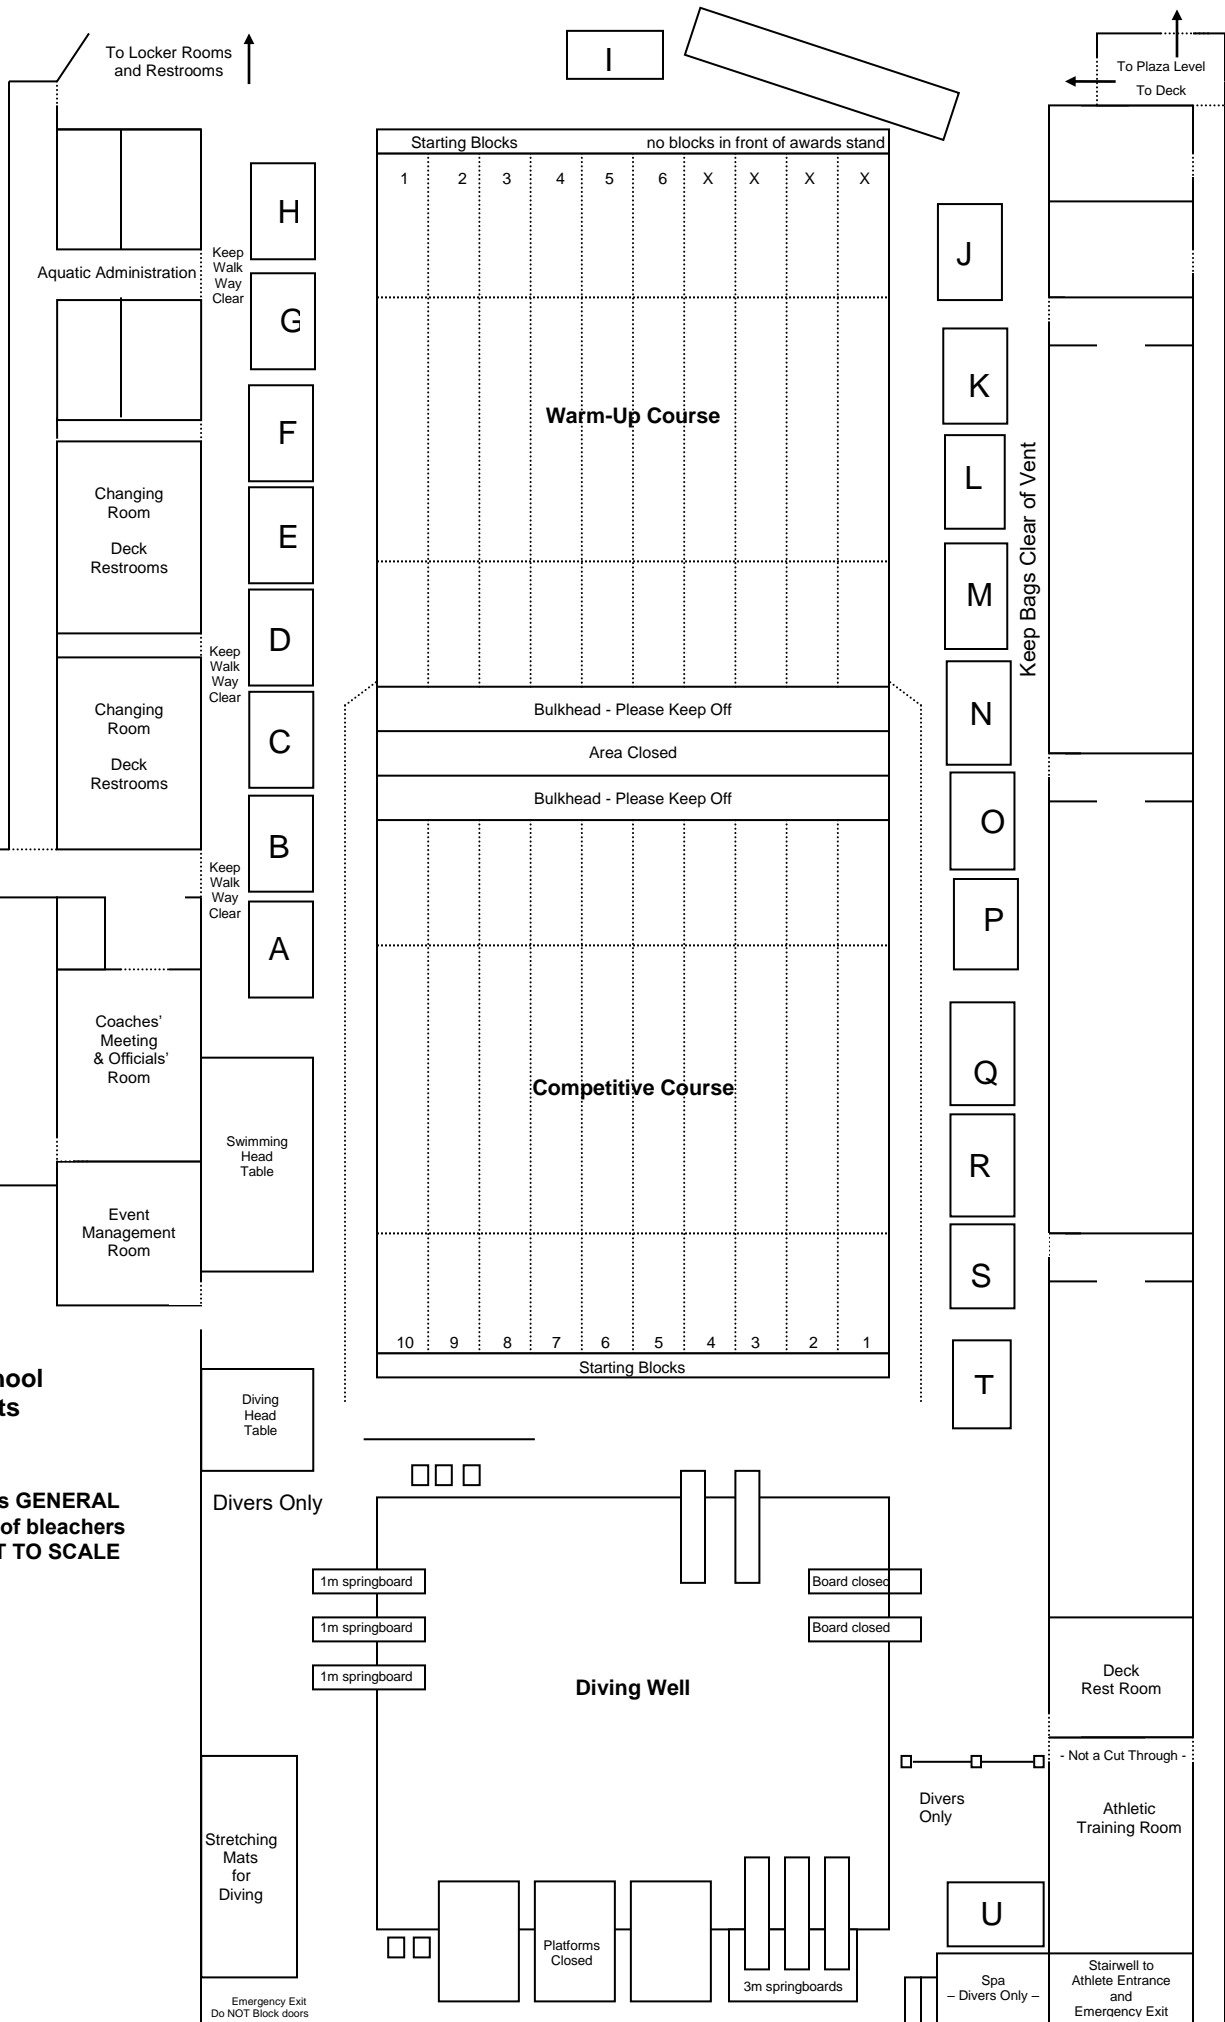 To Locker Rooms
and Restrooms
I
To Plaza Level
To Deck
Starting Blocks no blocks in front of awards stand
1 2 3 4 5 6 X X X X
H
Keep
Walk
Way
Clear
Aquatic Administration
G
F
E
D
C
B
A
J
K
L
M
N
O
P
Q
R
S
T
Warm-Up Course
Keep Bags Clear of Vent
Changing
Room
Deck
Restrooms
Keep
Walk
Way
Clear
Changing
Room
Deck
Restrooms
Bulkhead - Please Keep Off
Area Closed
Bulkhead - Please Keep Off
Keep
Walk
Way
Clear
Coaches'
Meeting
& Officials'
Room
Swimming
Head
Table
Competitive Course
Event
Management
Room
10 9 8 7 6 5 4 3 2 1
Starting Blocks
Diving
Head
Table
Divers Only
s GENERAL
of bleachers
TO SCALE
1m springboard
1m springboard
1m springboard
Board closed
Board closed
Diving Well
Deck
Rest Room
- Not a Cut Through -
Athletic
Training Room
Divers
Only
Stretching
Mats
for
Diving
U
Platforms
Closed
3m springboards
Spa
– Divers Only –
Stairwell to
Athlete Entrance
and
Emergency Exit
Emergency Exit
Do NOT Block doors